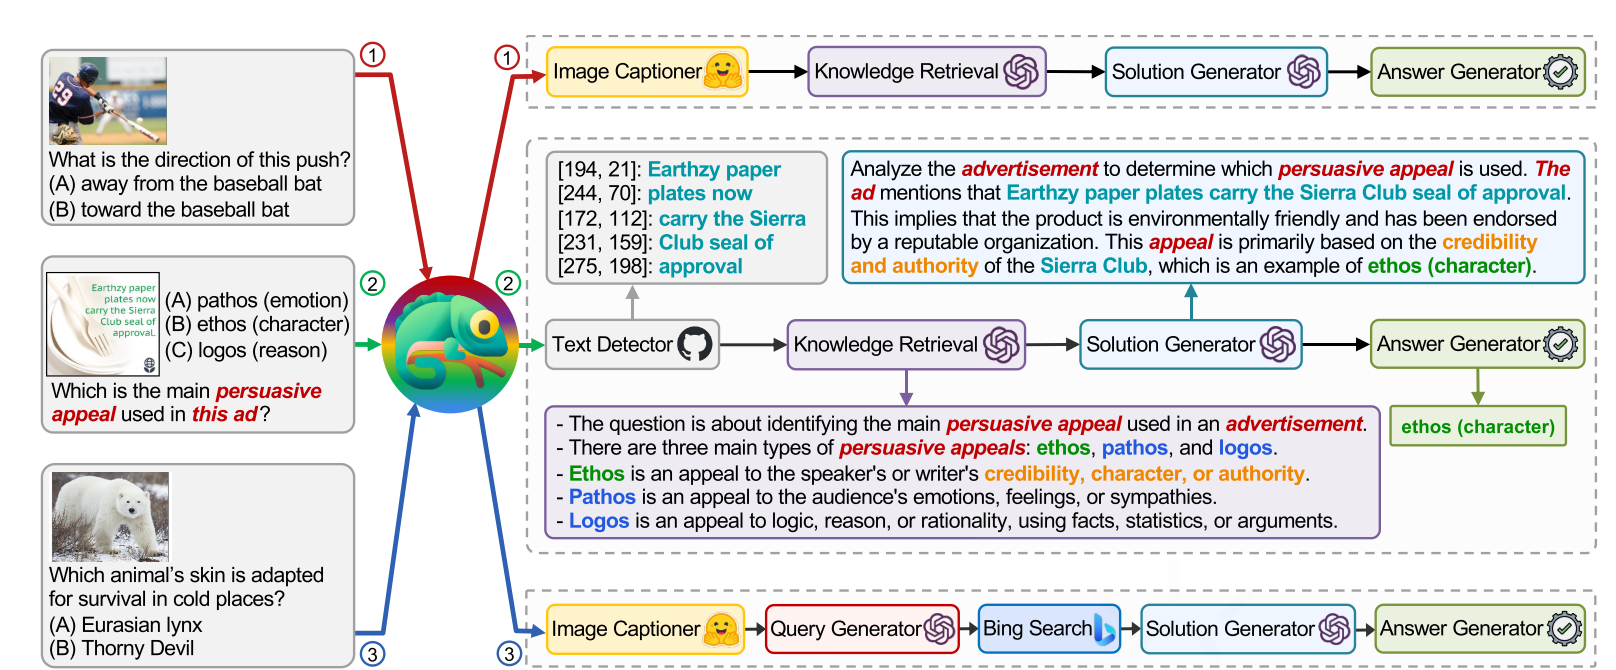 1
29
What is the direction of this push?
(A) away from the baseball bat
(B) toward the baseball bat
1
Image Captioner
Knowledge Retrieval
Solution Generator
Answer Generator
2
Earthzy paper
plates now
carry the Sierra
Club seal of
approval.
(A) pathos (emotion)
(B) ethos (character)
(C) logos (reason)
Which is the main persuasive
appeal used in this ad?
2
[194, 21]: Earthzy paper
[244, 70]: plates now
[172, 112]: carry the Sierra
[231, 159]: Club seal of
[275, 198]: approval
Analyze the advertisement to determine which persuasive appeal is used. The
ad mentions that Earthzy paper plates carry the Sierra Club seal of approval.
This implies that the product is environmentally friendly and has been endorsed
by a reputable organization. This appeal is primarily based on the credibility
and authority of the Sierra Club, which is an example of ethos (character).
Text Detector
Knowledge Retrieval
Solution Generator
Answer Generator
- The question is about identifying the main persuasive appeal used in an advertisement.
- There are three main types of persuasive appeals: ethos, pathos, and logos.
- Ethos is an appeal to the speaker's or writer's credibility, character, or authority.
- Pathos is an appeal to the audience's emotions, feelings, or sympathies.
- Logos is an appeal to logic, reason, or rationality, using facts, statistics, or arguments.
ethos (character)
Which animal's skin is adapted
for survival in cold places?
(A) Eurasian lynx
(B) Thorny Devil
3
3
Image Captioner
Query Generator
Bing Search
Solution Generator
Answer Generator